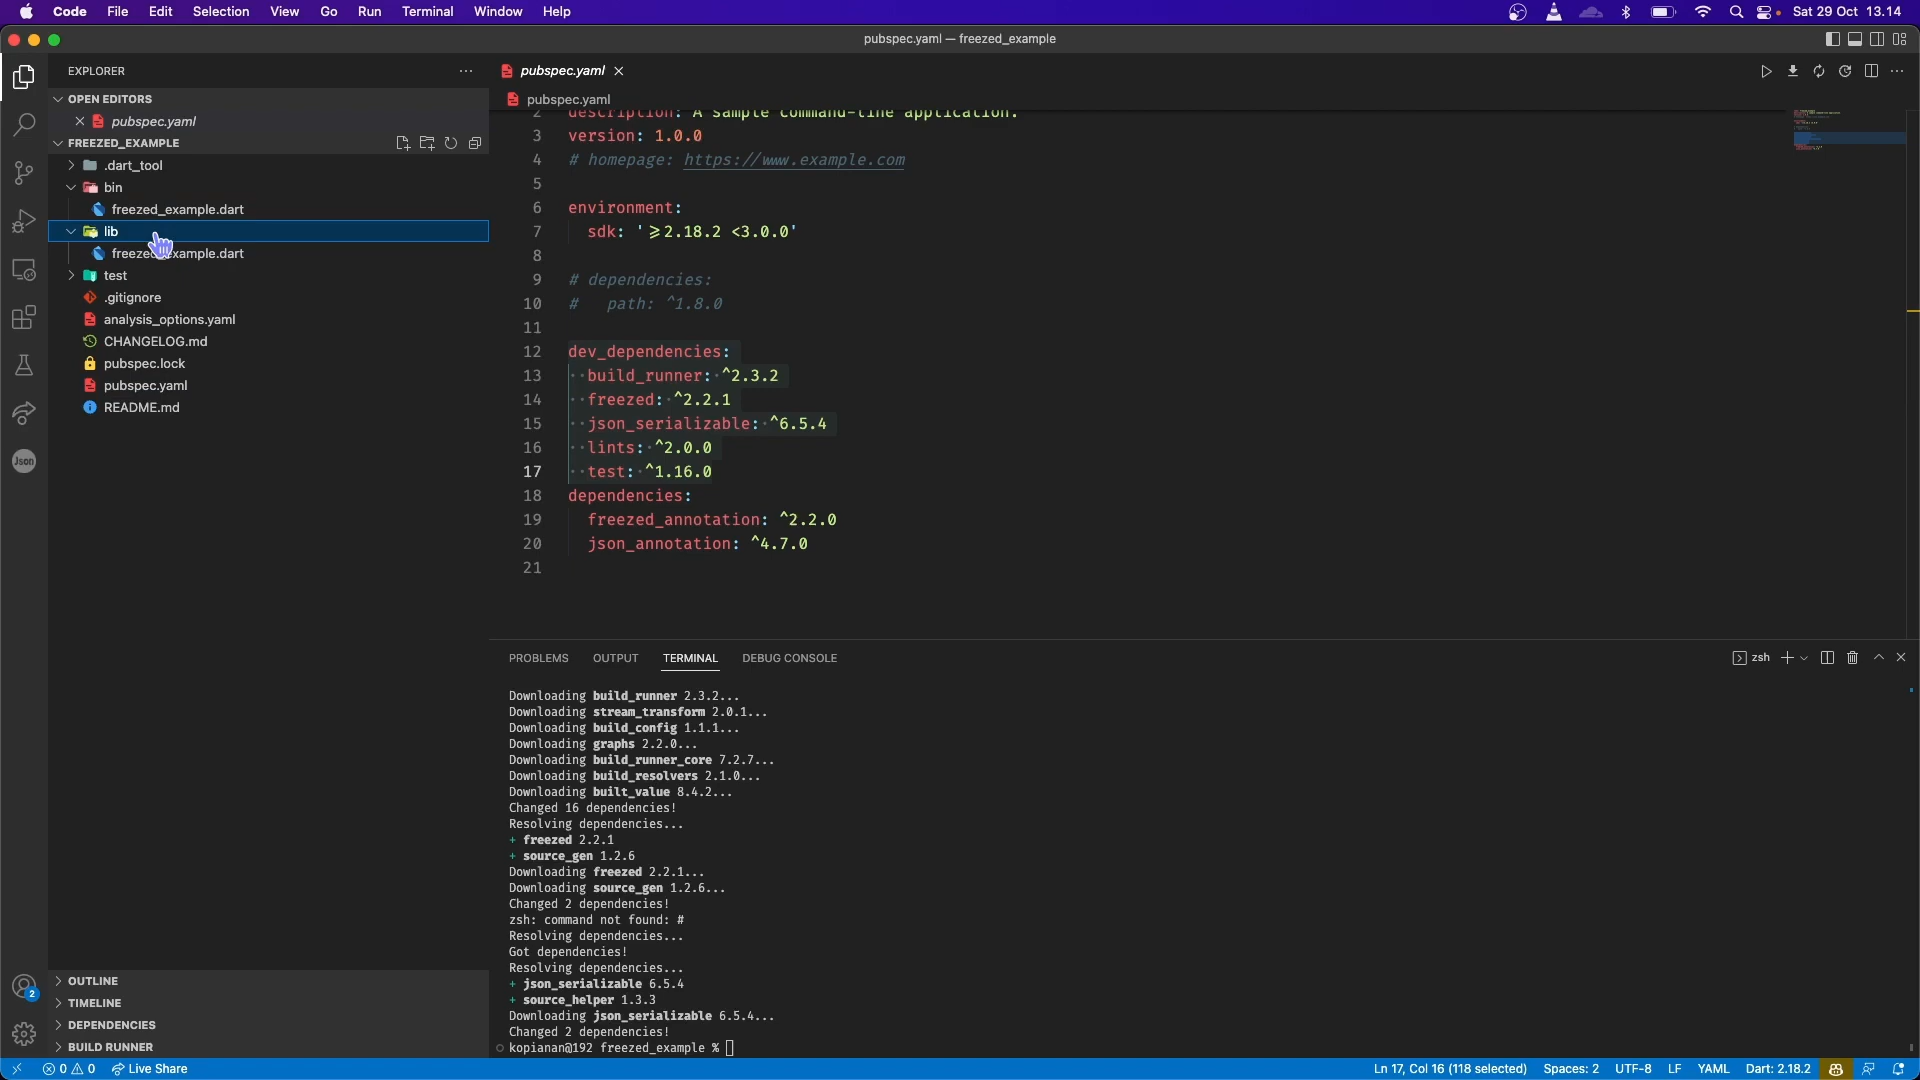 Code File Edit Selection View Go Run Terminal Window Help
Sat 29 Oct 13.14
pubspec.yaml — freezed_example
EXPLORER
OPEN EDITORS
pubspec.yaml
FREEZED_EXAMPLE
.dart_tool
bin
freezed_example.dart
lib
freezed_example.dart
test
.gitignore
analysis_options.yaml
CHANGELOG.md
pubspec.lock
pubspec.yaml
README.md
Json
OUTLINE
TIMELINE
DEPENDENCIES
BUILD RUNNER
2
pubspec.yaml
pubspec.yaml
2 description: A sample command-line application.
3 version: 1.0.0
4 # homepage: https://www.example.com
5
6 environment:
7 sdk: '>=2.18.2 <3.0.0'
8
9 # dependencies:
10 #   path: ^1.8.0
11
12 dev_dependencies:
13 build_runner: ^2.3.2
14 freezed: ^2.2.1
15 json_serializable: ^6.5.4
16 lints: ^2.0.0
17 test: ^1.16.0
18 dependencies:
19 freezed_annotation: ^2.2.0
20 json_annotation: ^4.7.0
21
PROBLEMS OUTPUT TERMINAL DEBUG CONSOLE
zsh
Downloading build_runner 2.3.2...
Downloading stream_transform 2.0.1...
Downloading build_config 1.1.1...
Downloading graphs 2.2.0...
Downloading build_runner_core 7.2.7...
Downloading build_resolvers 2.1.0...
Downloading built_value 8.4.2...
Changed 16 dependencies!
Resolving dependencies...
+ freezed 2.2.1
+ source_gen 1.2.6
Downloading freezed 2.2.1...
Downloading source_gen 1.2.6...
Changed 2 dependencies!
zsh: command not found: #
Resolving dependencies...
Got dependencies!
Resolving dependencies...
+ json_serializable 6.5.4
+ source_helper 1.3.3
Downloading json_serializable 6.5.4...
Changed 2 dependencies!
kopianan@192 freezed_example %
0 0 Live Share
Ln 17, Col 16 (118 selected) Spaces: 2 UTF-8 LF YAML Dart: 2.18.2